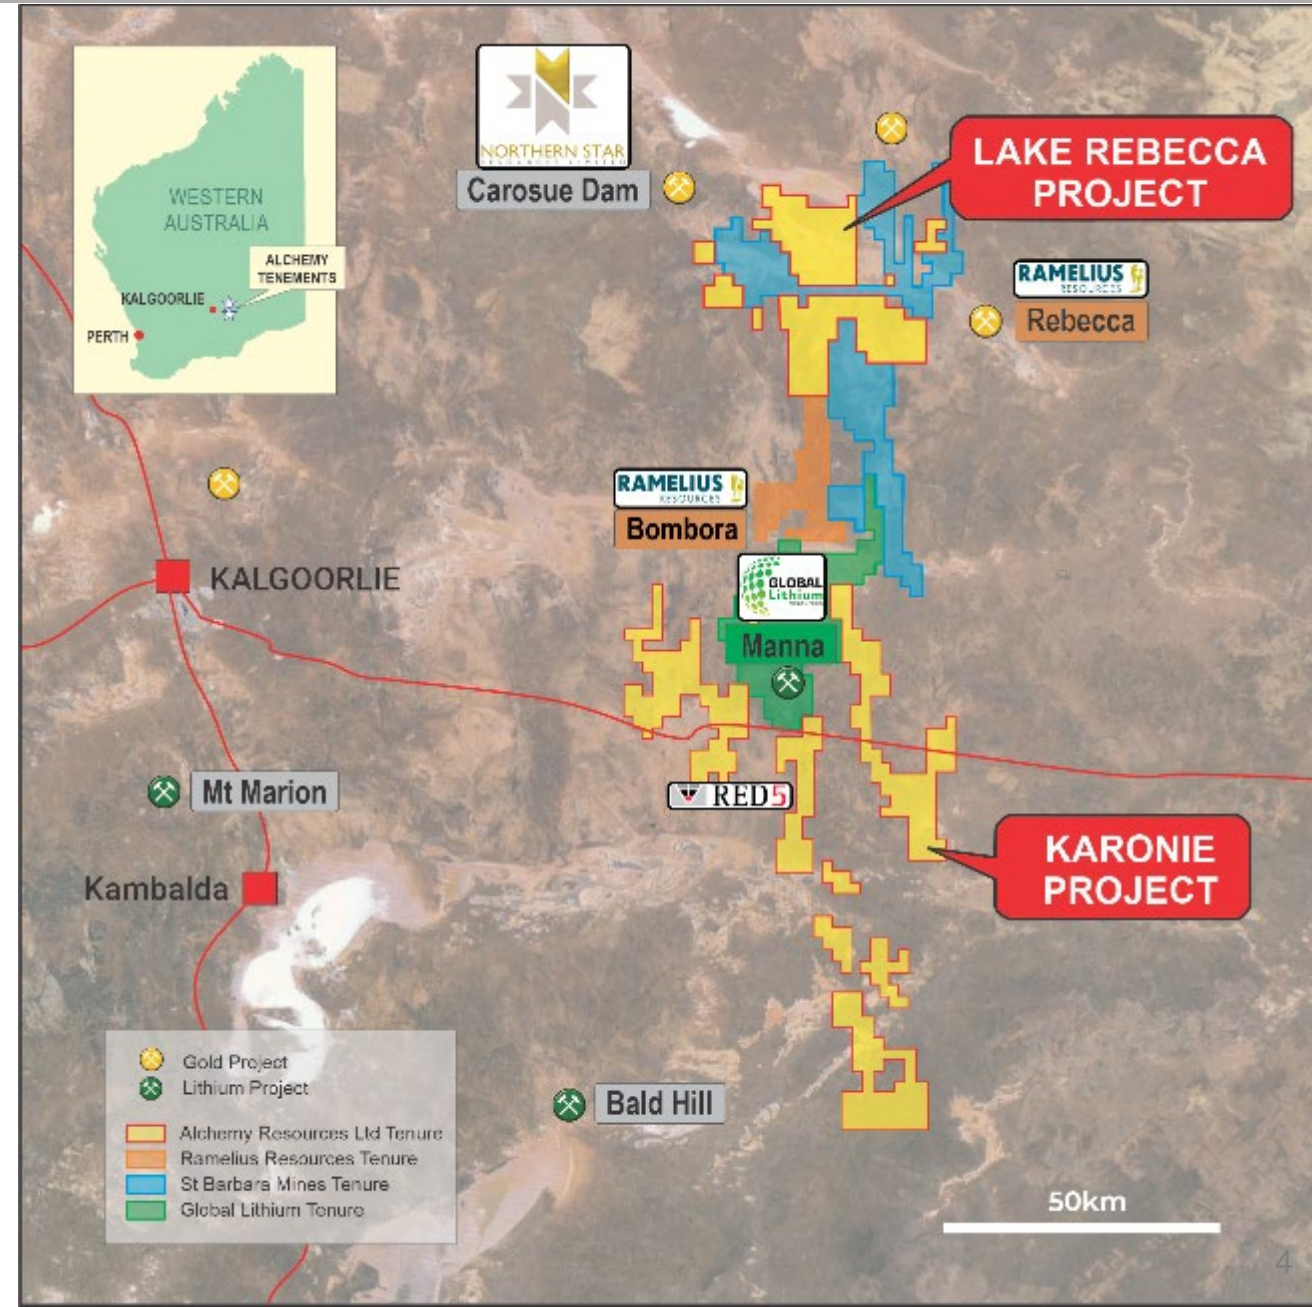 WESTERN
AUSTRALIA
ALCHEMY
TENEMENTS
KALGOORLIE
PERTH
NORTHERN STAR
RESOURCES LIMITED
Carosue Dam
LAKE REBECCA
PROJECT
RAMELIUS
RESOURCES
Rebecca
RAMELIUS
RESOURCES
Bombora
GLOBAL
Lithium
KALGOORLIE
Manna
Mt Marion
RED5
KARONIE
PROJECT
Kambalda
Gold Project
Lithium Project
Alchemy Resources Ltd Tenure
Ramelius Resources Tenure
St Barbara Mines Tenure
Global Lithium Tenure
Bald Hill
50km
4